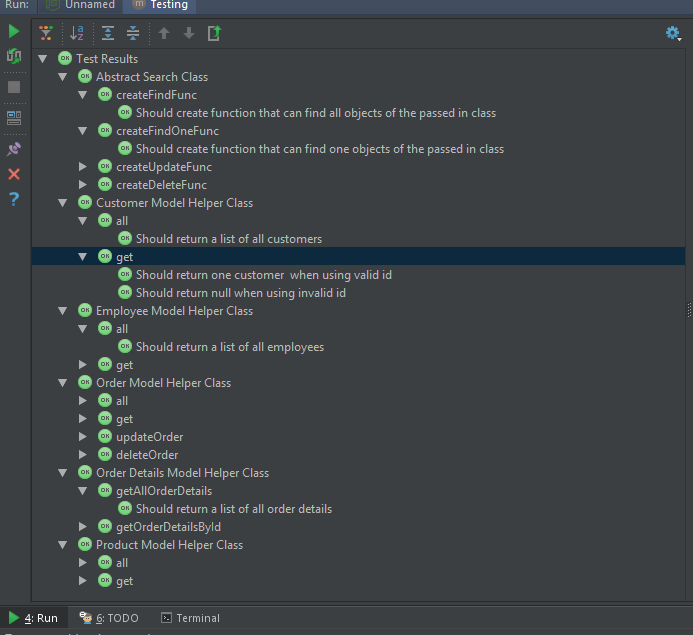 Run: Unnamed Testing
Test Results
Abstract Search Class
createFindFunc
Should create function that can find all objects of the passed in class
createFindOneFunc
Should create function that can find one objects of the passed in class
createUpdateFunc
createDeleteFunc
Customer Model Helper Class
all
Should return a list of all customers
get
Should return one customer  when using valid id
Should return null when using invalid id
Employee Model Helper Class
all
Should return a list of all employees
get
Order Model Helper Class
all
get
updateOrder
deleteOrder
Order Details Model Helper Class
getAllOrderDetails
Should return a list of all order details
getOrderDetailsById
Product Model Helper Class
all
get
4: Run 6: TODO Terminal